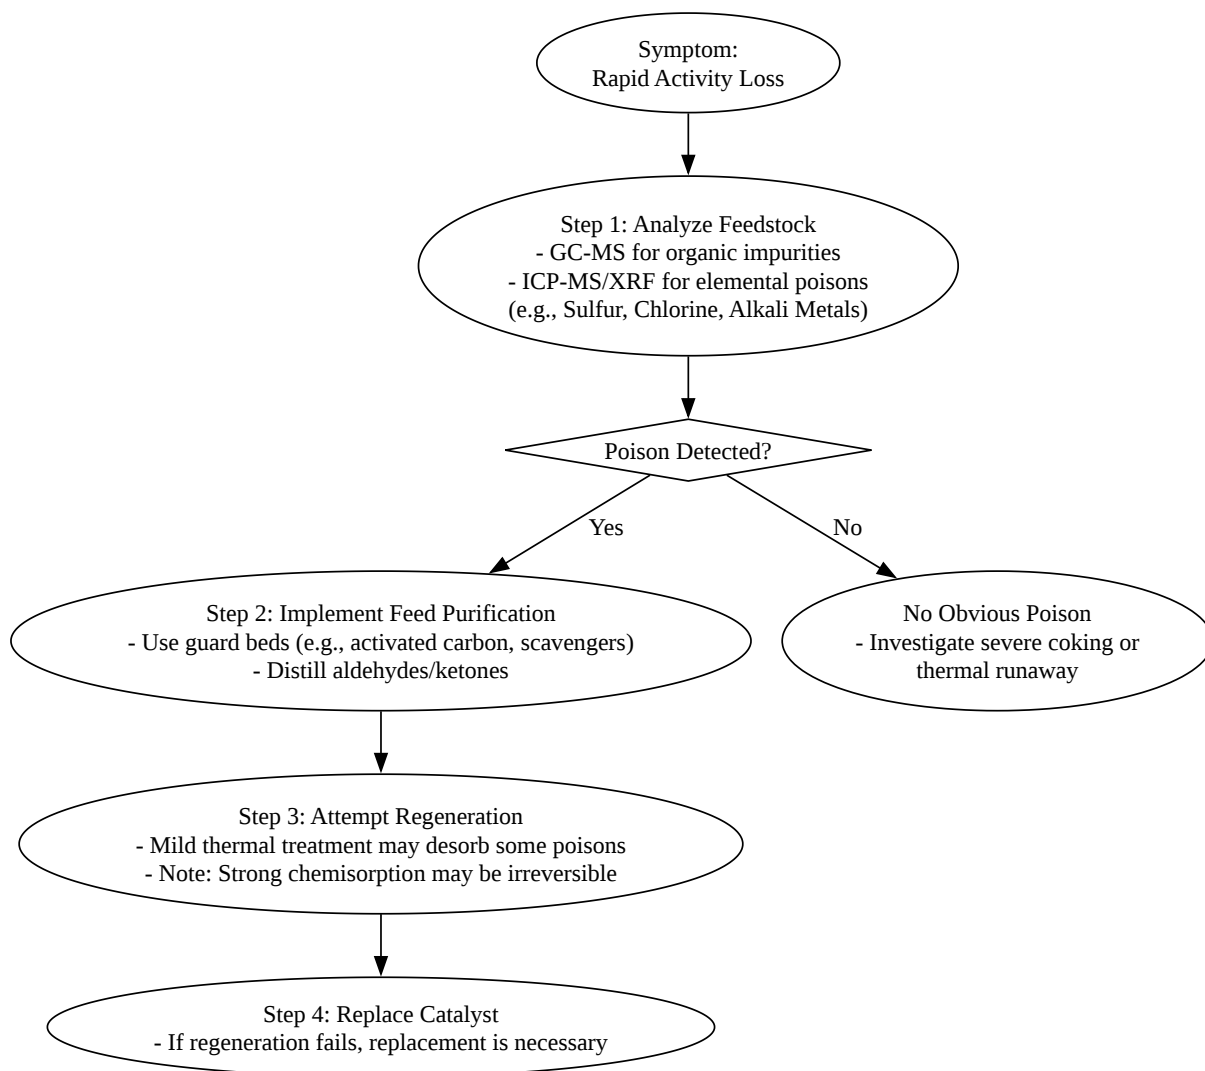 Symptom:
Rapid Activity Loss
Step 1: Analyze Feedstock
- GC-MS for organic impurities
- ICP-MS/XRF for elemental poisons
(e.g., Sulfur, Chlorine, Alkali Metals)
Poison Detected?
Yes
No
Step 2: Implement Feed Purification
- Use guard beds (e.g., activated carbon, scavengers)
- Distill aldehydes/ketones
No Obvious Poison
- Investigate severe coking or
thermal runaway
Step 3: Attempt Regeneration
- Mild thermal treatment may desorb some poisons
- Note: Strong chemisorption may be irreversible
Step 4: Replace Catalyst
- If regeneration fails, replacement is necessary